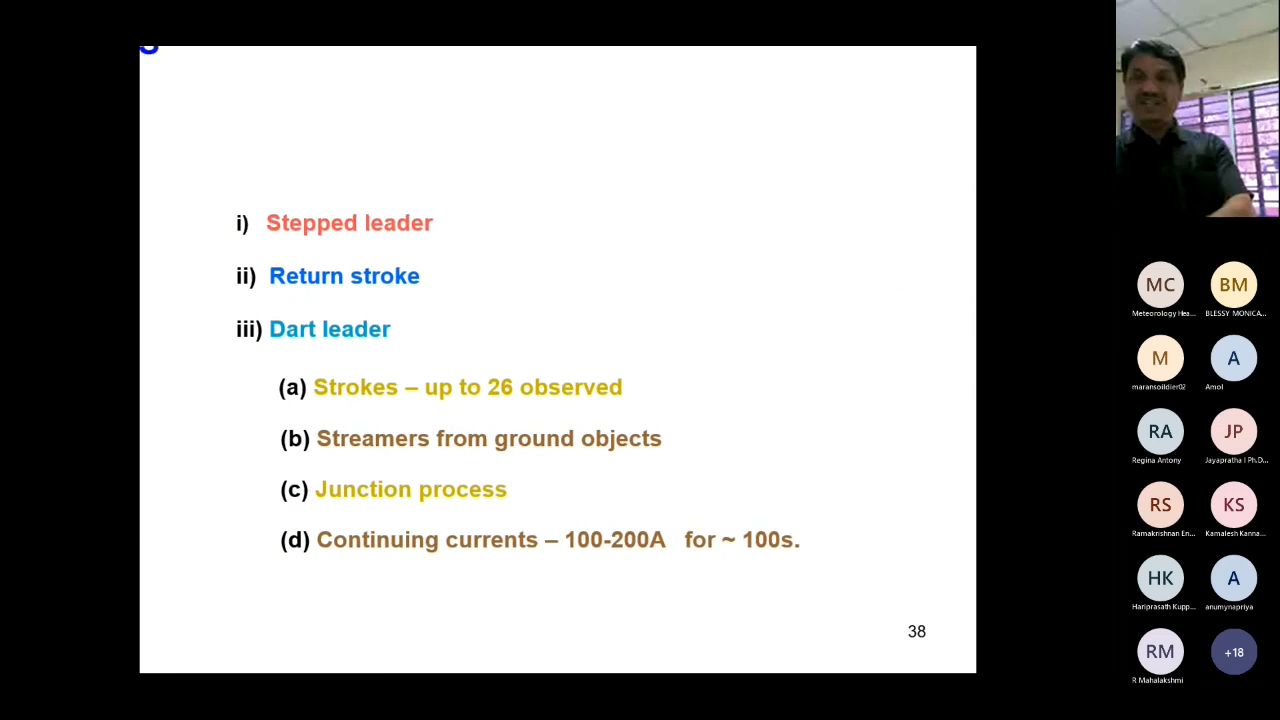 i) Stepped leader
ii) Return stroke
iii) Dart leader
(a) Strokes – up to 26 observed
(b) Streamers from ground objects
(c) Junction process
(d) Continuing currents – 100-200A for ~ 100s.
38
MC BM
Meteorology Hea... BLESSY MONICA...
M A
maransoildier02 Amol
RA JP
Regina Antony Jayapratha I Ph.D...
RS KS
Ramakrishnan En... Kamalesh Kanna...
HK A
Hariprasath Kupp... anumynapriya
RM +18
R Mahalakshmi